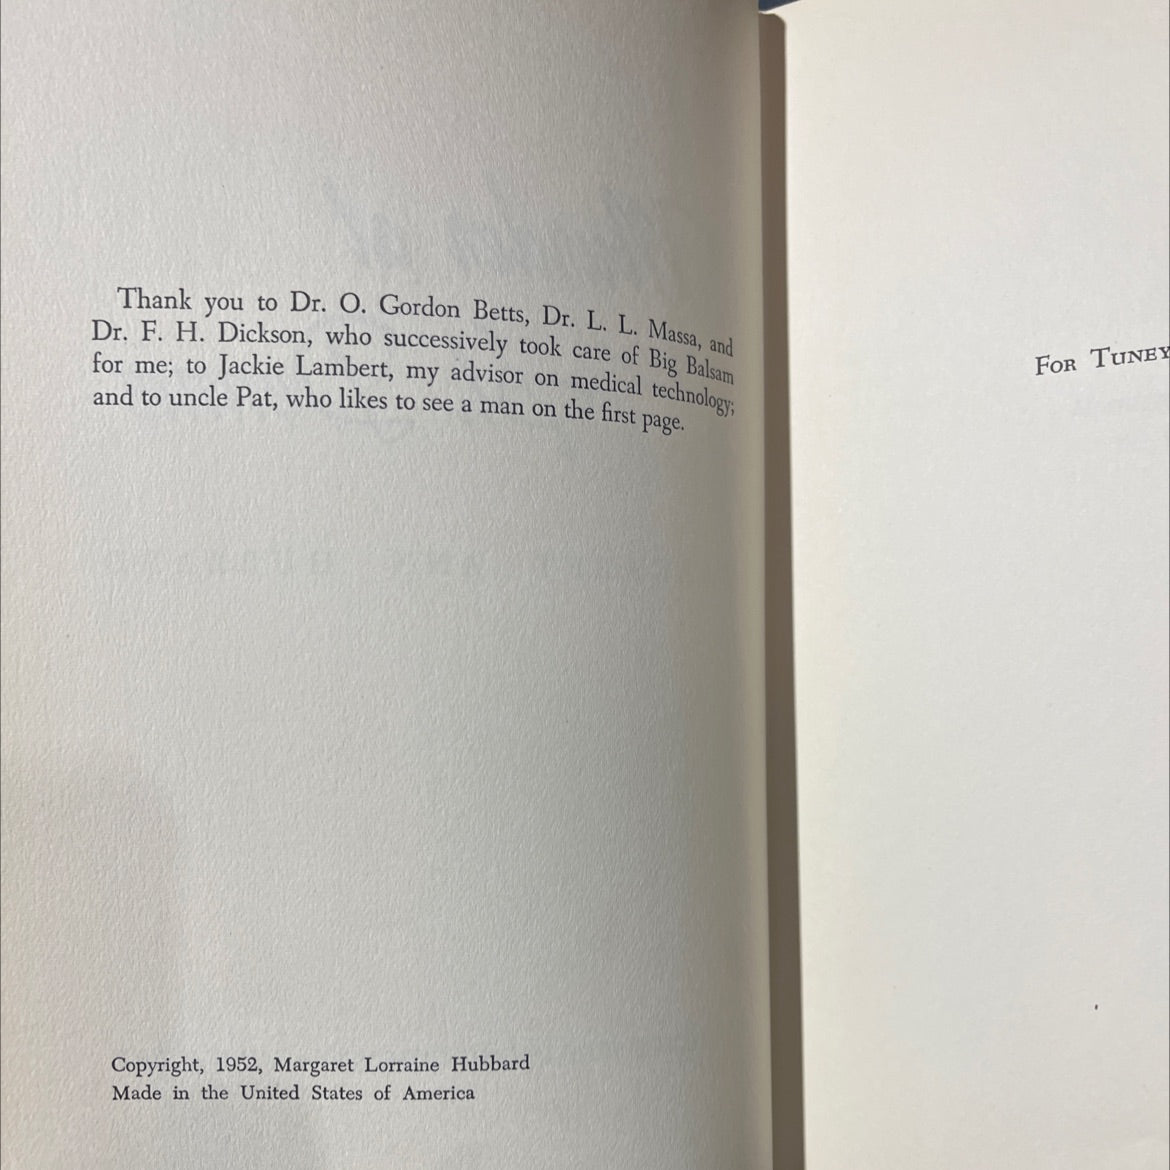 Thank you to Dr. O. Gordon Betts, Dr. L. L. Massa, and
Dr. F. H. Dickson, who successively took care of Big Balsam
for me; to Jackie Lambert, my advisor on medical technology;
and to uncle Pat, who likes to see a man on the first page.
Copyright, 1952, Margaret Lorraine Hubbard
Made in the United States of America
For Tuney